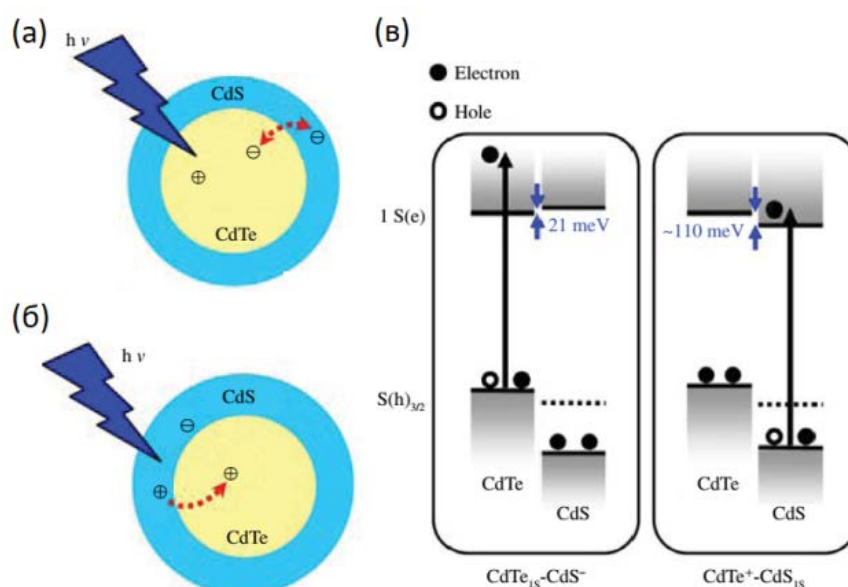 (а)
h ν
CdS
⊖
⊖
⊕
CdTe
(б)
h ν
CdS
⊖
⊕
⊕
CdTe
(в)
Electron
Hole
1 S(e)
21 meV
~110 meV
S(h)3/2
CdTe
CdS
CdTe
CdS
CdTe1S-CdS−
CdTe+-CdS1S